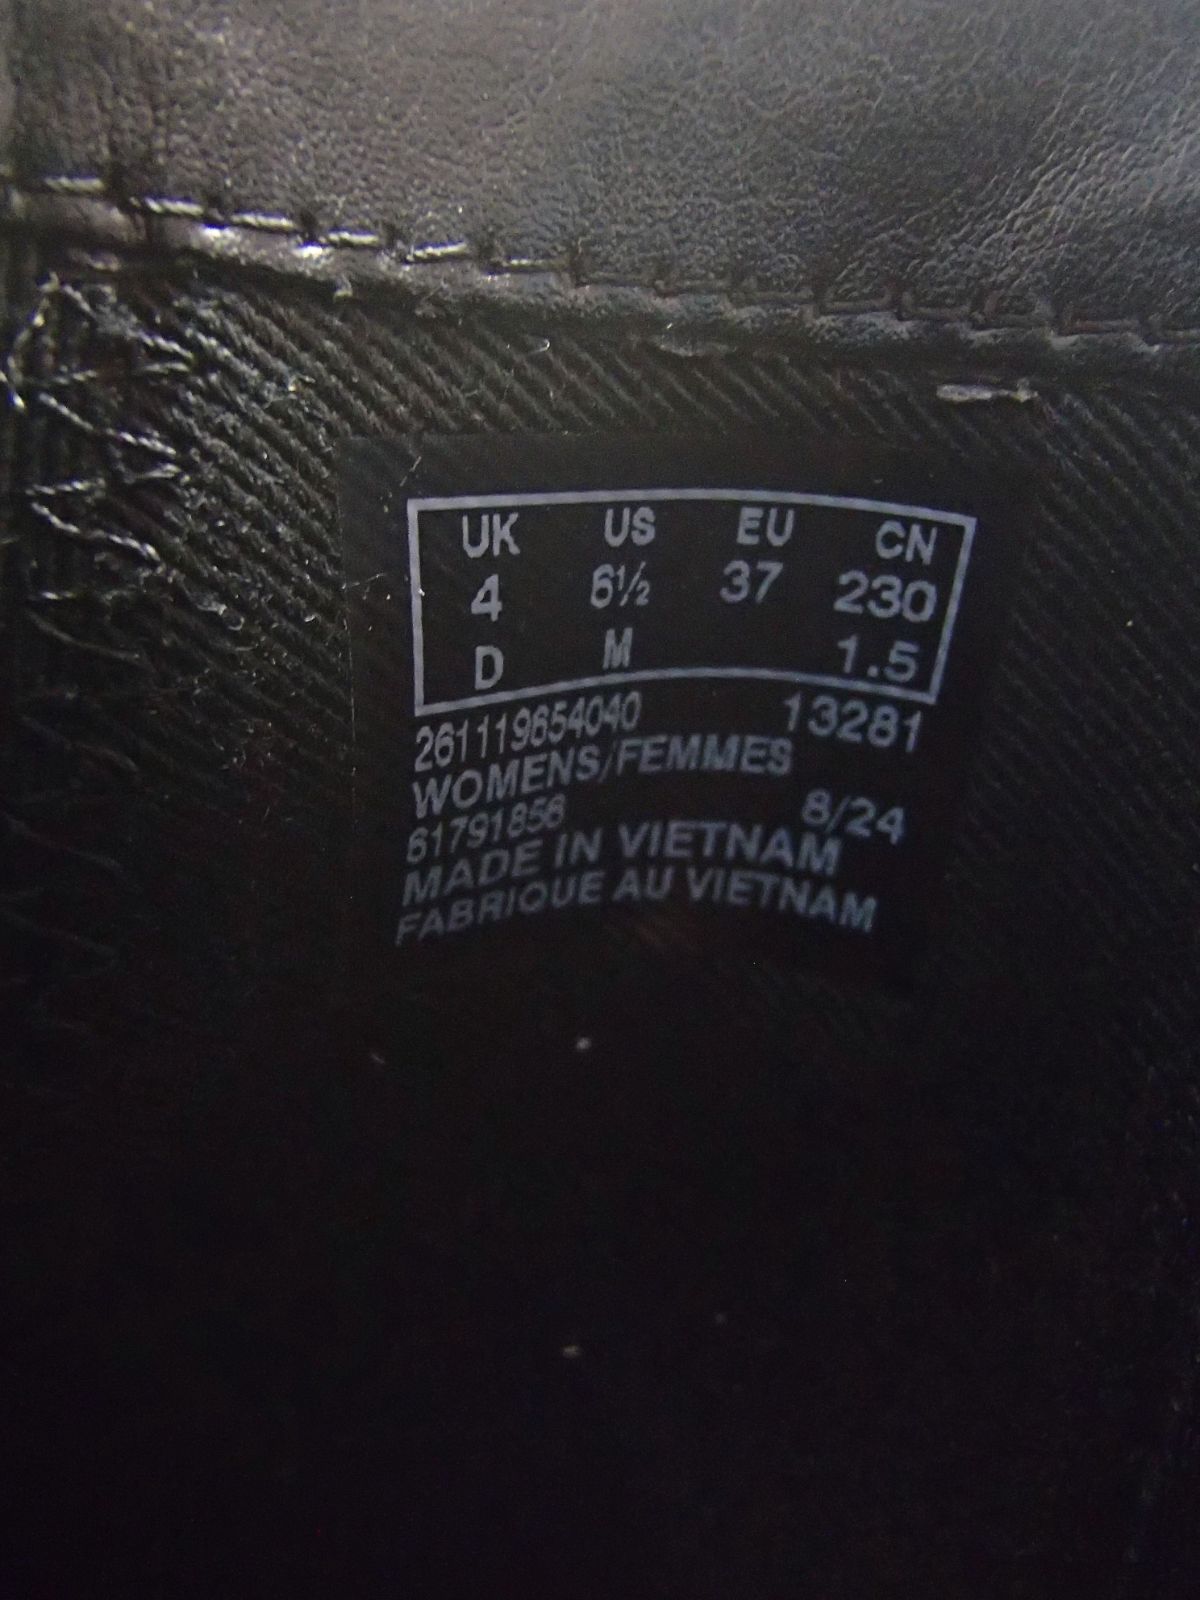 UK US EU CN
4 6½ 37 230
D M 1.5
261119654040 13281
WOMENS/FEMMES
61791856 8/24
MADE IN VIETNAM
FABRIQUE AU VIETNAM